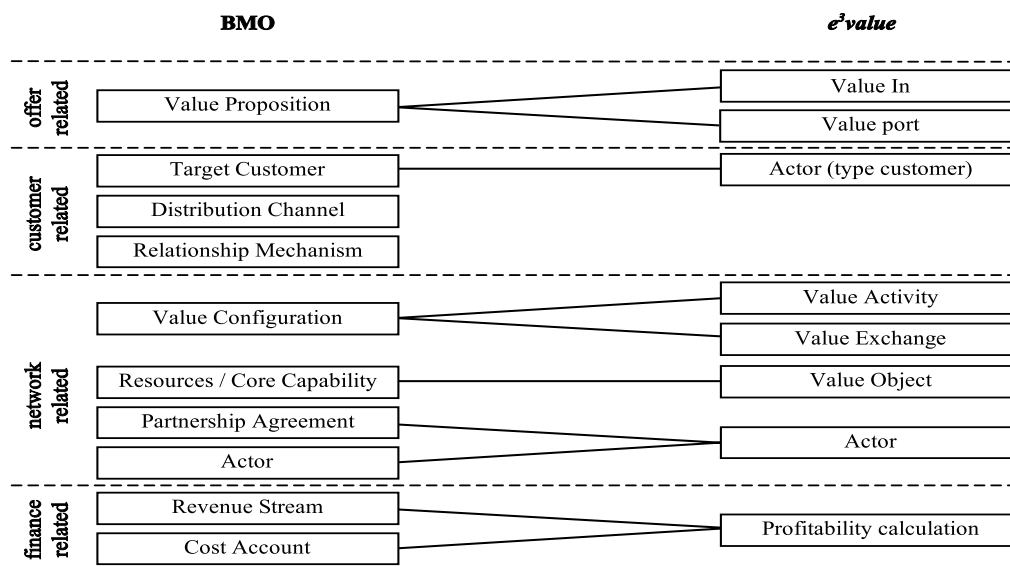 BMO
e³value
offer
related
Value Proposition
Value In
Value port
customer
related
Target Customer
Actor (type customer)
Distribution Channel
Relationship Mechanism
network
related
Value Configuration
Value Activity
Value Exchange
Resources / Core Capability
Value Object
Partnership Agreement
Actor
Actor
finance
related
Revenue Stream
Cost Account
Profitability calculation